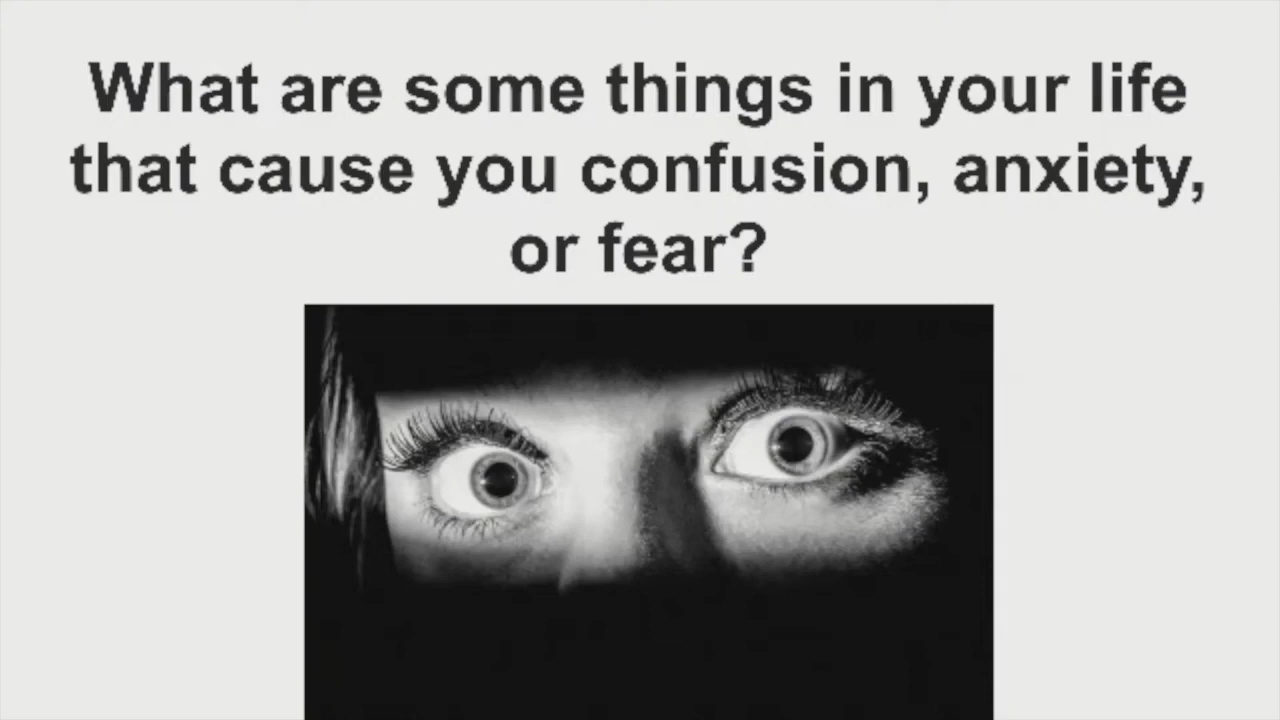 What are some things in your life
that cause you confusion, anxiety,
or fear?